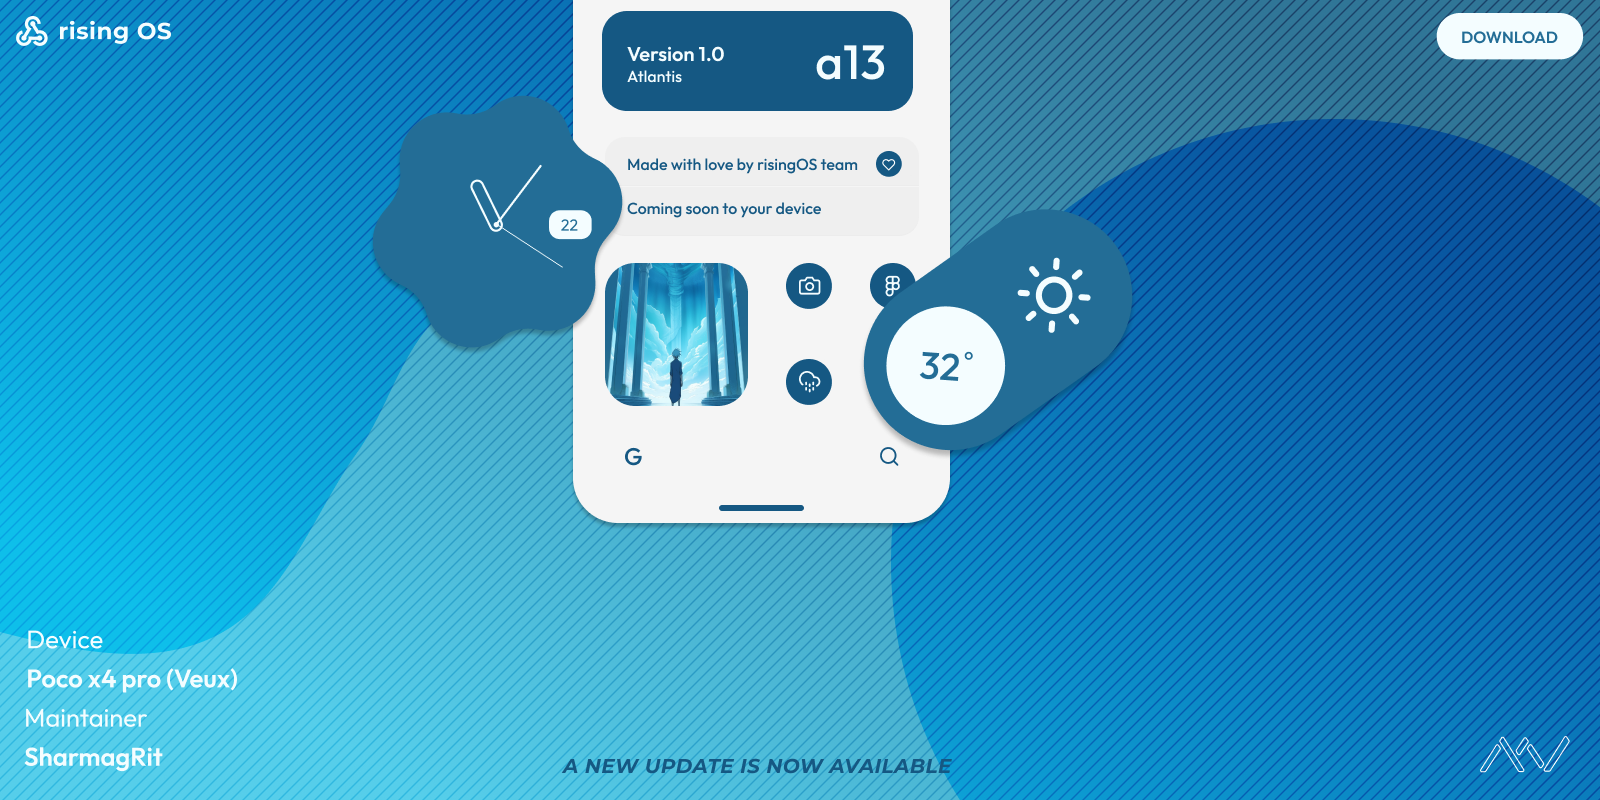 rising OS
DOWNLOAD
Version 1.0
Atlantis
a13
Made with love by risingOS team
Coming soon to your device
22
32°
G
Device
Poco x4 pro (Veux)
Maintainer
SharmagRit
A NEW UPDATE IS NOW AVAILABLE